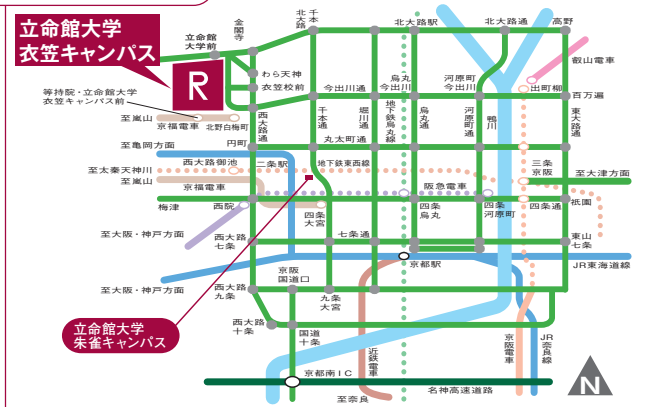 立命館大学
衣笠キャンパス
R
立命館
大学前
金閣寺
千本
北大路
北大路駅
北大路通
高野
叡山電車
わら天神
衣笠校前
等持院・立命館大学
衣笠キャンパス前
今出川通
烏丸
今出川
河原町
今出川
出町柳
百万遍
至嵐山
京福電車
北野白梅町
西大路通
千本通
堀川通
地下鉄烏丸線
烏丸通
河原町通
鴨川
東大路通
至亀岡方面
円町
丸太町通
西大路御池
二条駅
地下鉄東西線
三条
京阪
至大津方面
至太秦天神川
至嵐山
京福電車
阪急電車
梅津
西院
四条
大宮
四条
烏丸
四条
河原町
四条通
祇園
至大阪・神戸方面
西大路
七条
七条通
東山
七条
京都駅
JR東海道線
京阪
国道口
至大阪・神戸方面
西大路
九条
九条
大宮
立命館大学
朱雀キャンパス
西大路
十条
国道
十条
近鉄電車
京阪電車
JR奈良線
京都南IC
名神高速道路
至奈良
N